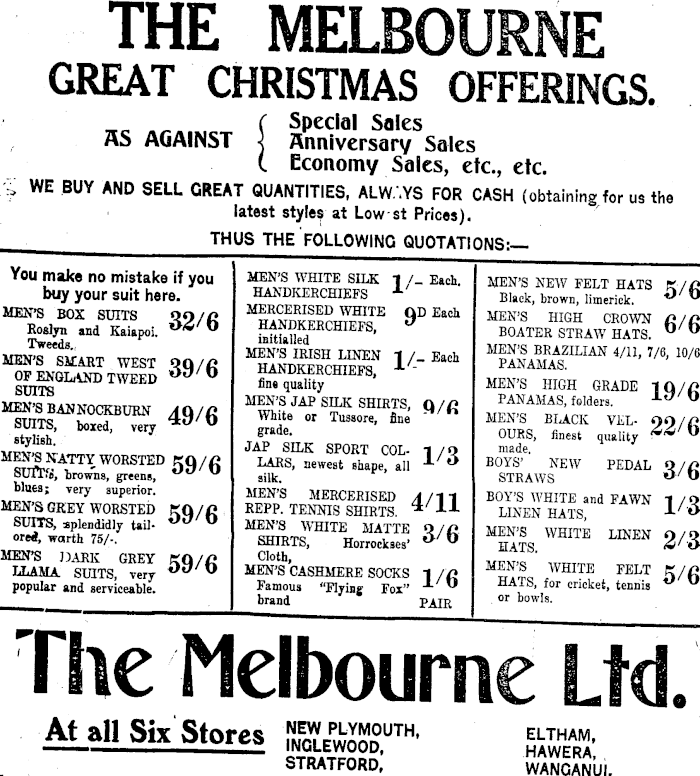 THE MELBOURNE
GREAT CHRISTMAS OFFERINGS.
AS AGAINST
Special Sales
Anniversary Sales
Economy Sales, etc., etc.
WE BUY AND SELL GREAT QUANTITIES, ALWAYS FOR CASH (obtaining for us the
latest styles at Lowest Prices).
THUS THE FOLLOWING QUOTATIONS:—
You make no mistake if you
buy your suit here.
MEN'S BOX SUITS 32/6
Roslyn and Kaiapoi.
Tweeds.
MEN'S SMART WEST 39/6
OF ENGLAND TWEED
SUITS
MEN'S BANNOCKBURN 49/6
SUITS, boxed, very
stylish.
MEN'S NATTY WORSTED 59/6
SUITS, browns, greens,
blues; very superior.
MEN'S GREY WORSTED 59/6
SUITS, splendidly tail-
ored, warth 75/-.
MEN'S DARK GREY 59/6
LLAMA SUITS, very
popular and serviceable.
MEN'S WHITE SILK 1/- Each.
HANDKERCHIEFS
MERCERISED WHITE 9D Each
HANDKERCHIEFS,
initialled
MEN'S IRISH LINEN 1/- Each
HANDKERCHIEFS,
fine quality
MEN'S JAP SILK SHIRTS, 9/6
White or Tussore, fine
grade.
JAP SILK SPORT COL- 1/3
LARS, newest shape, all
silk.
MEN'S MERCERISED 4/11
REPP. TENNIS SHIRTS.
MEN'S WHITE MATTE 3/6
SHIRTS, Horrockses'
Cloth,
MEN'S CASHMERE SOCKS 1/6
Famous "Flying Fox"
brand PAIR
MEN'S NEW FELT HATS 5/6
Black, brown, limerick.
MEN'S HIGH CROWN 6/6
BOATER STRAW HATS.
MEN'S BRAZILIAN 4/11, 7/6, 10/6
PANAMAS.
MEN'S HIGH GRADE 19/6
PANAMAS, folders.
MEN'S BLACK VEL- 22/6
OURS, finest quality
made.
BOYS' NEW PEDAL 3/6
STRAWS
BOY'S WHITE and FAWN 1/3
LINEN HATS,
MEN'S WHITE LINEN 2/3
HATS.
MEN'S WHITE FELT 5/6
HATS, for cricket, tennis
or bowls.
The Melbourne Ltd.
At all Six Stores
NEW PLYMOUTH,
INGLEWOOD,
STRATFORD,
ELTHAM,
HAWERA,
WANGANUI.